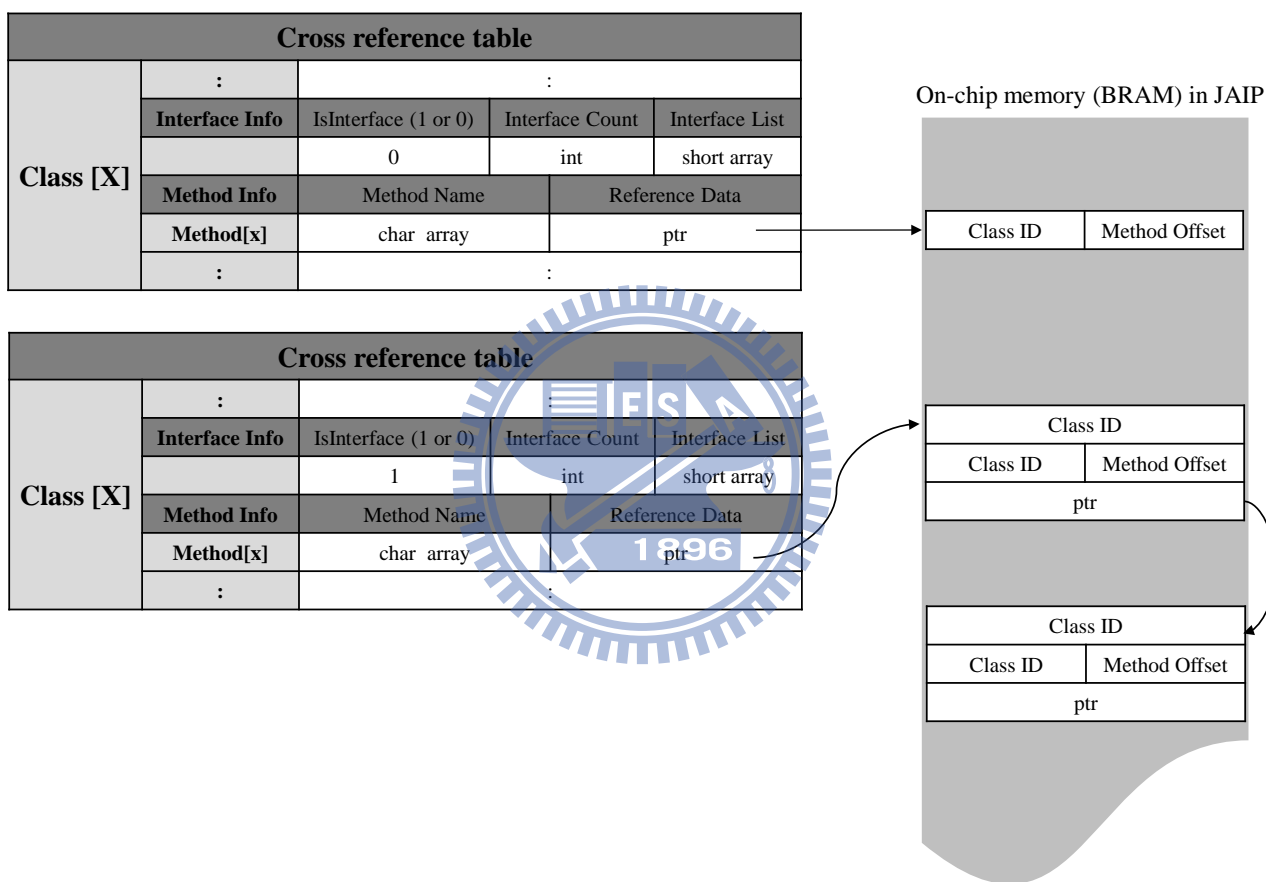 Cross reference table
Class [X]
: :
Interface Info IsInterface (1 or 0) Interface Count Interface List
0 int short array
Method Info Method Name Reference Data
Method[x] char array ptr
: :
Cross reference table
Class [X]
: :
Interface Info IsInterface (1 or 0) Interface Count Interface List
1 int short array
Method Info Method Name Reference Data
Method[x] char array ptr
: :
On-chip memory (BRAM) in JAIP
Class ID Method Offset
Class ID
Class ID Method Offset
ptr
Class ID
Class ID Method Offset
ptr
E S A
1896